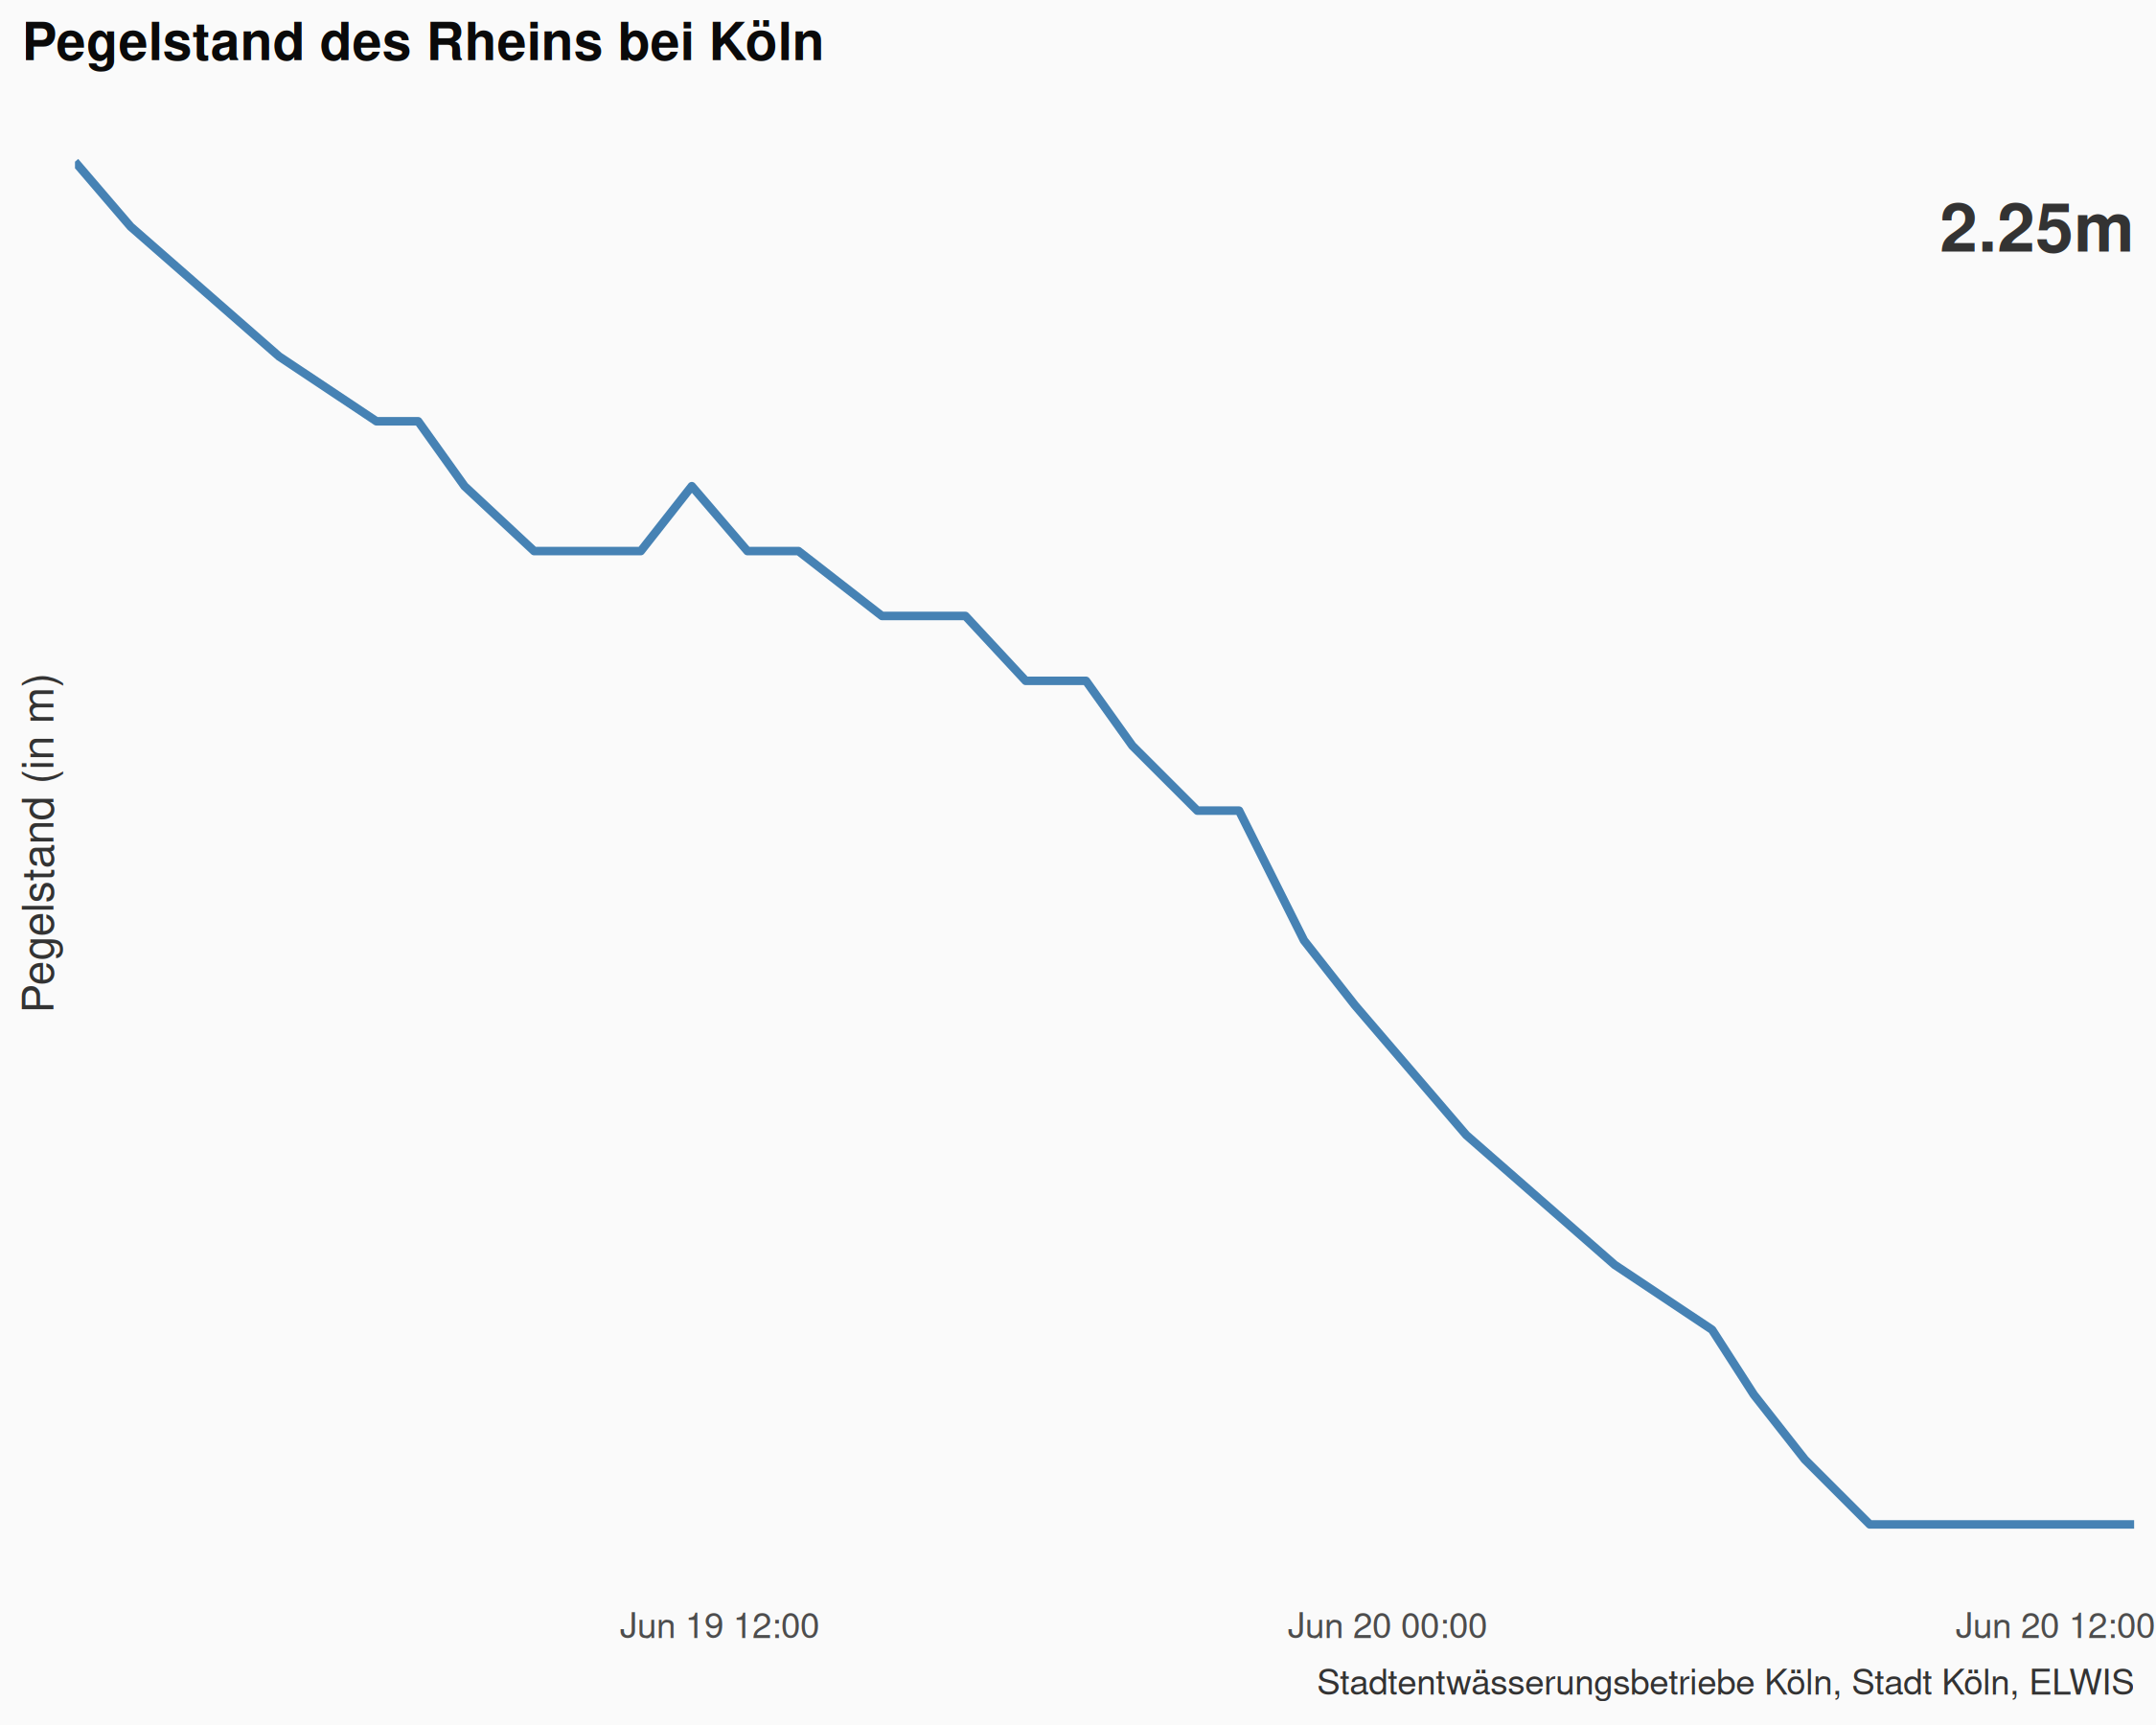 Pegelstand des Rheins bei Köln
2.25m
Pegelstand (in m)
Jun 19 12:00
Jun 20 00:00
Jun 20 12:00
Stadtentwässerungsbetriebe Köln, Stadt Köln, ELWIS